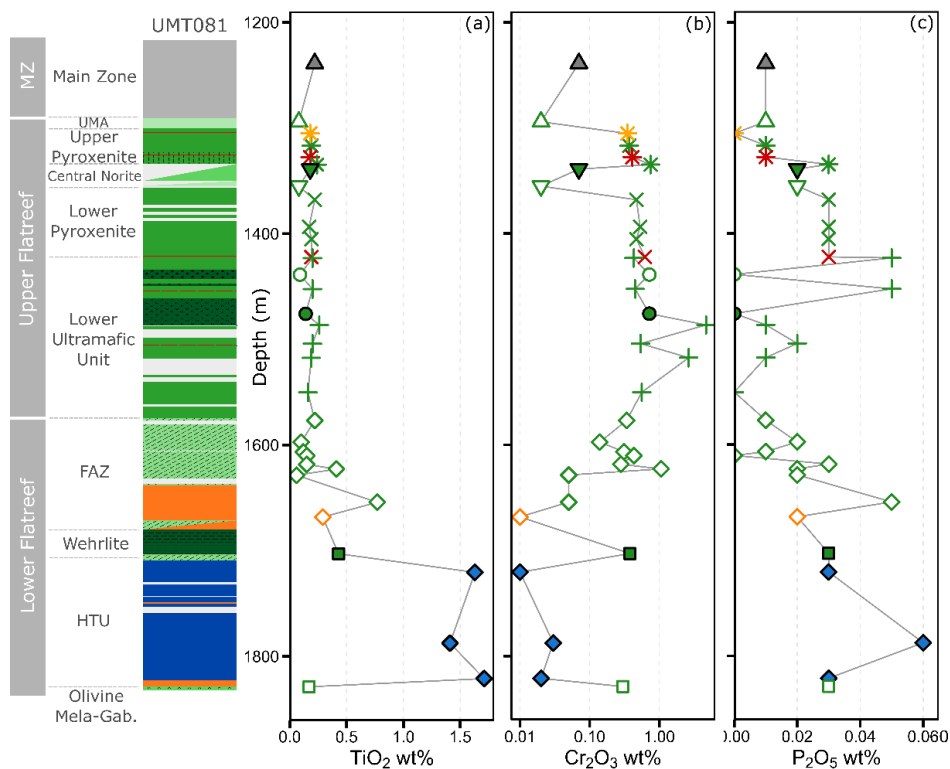 UMT081
MZ
Main Zone
UMA
Upper
Pyroxenite
Central Norite
Upper Flatreef
Lower
Pyroxenite
Lower
Ultramafic
Unit
Lower Flatreef
FAZ
Wehrlite
HTU
Olivine
Mela-Gab.
Depth (m)
1200
1400
1600
1800
(a)
0.0 0.5 1.0 1.5
TiO₂ wt%
(b)
0.01 0.10 1.00
Cr₂O₃ wt%
(c)
0.00 0.02 0.04 0.060
P₂O₅ wt%